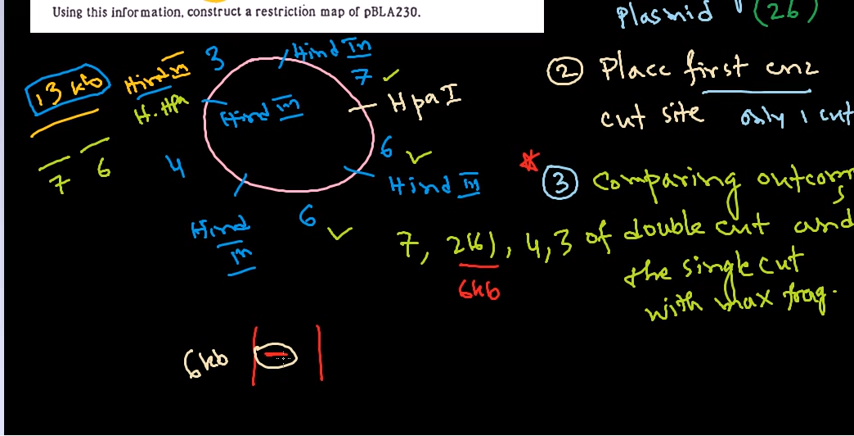 Using this information, construct a restriction map of pBLA230.
Plasmid (26)
② Place first enz
cut site only 1 cut
③ Comparing outcoms
of double cut and
the single cut
with max frag.
13 kb
Hind III
H. Hpa
7 6
3
Hind III
7
HpaI
Hind III
6
Hind III
4
Hind III
6
7, 2(6), 4, 3
6kb
6kb